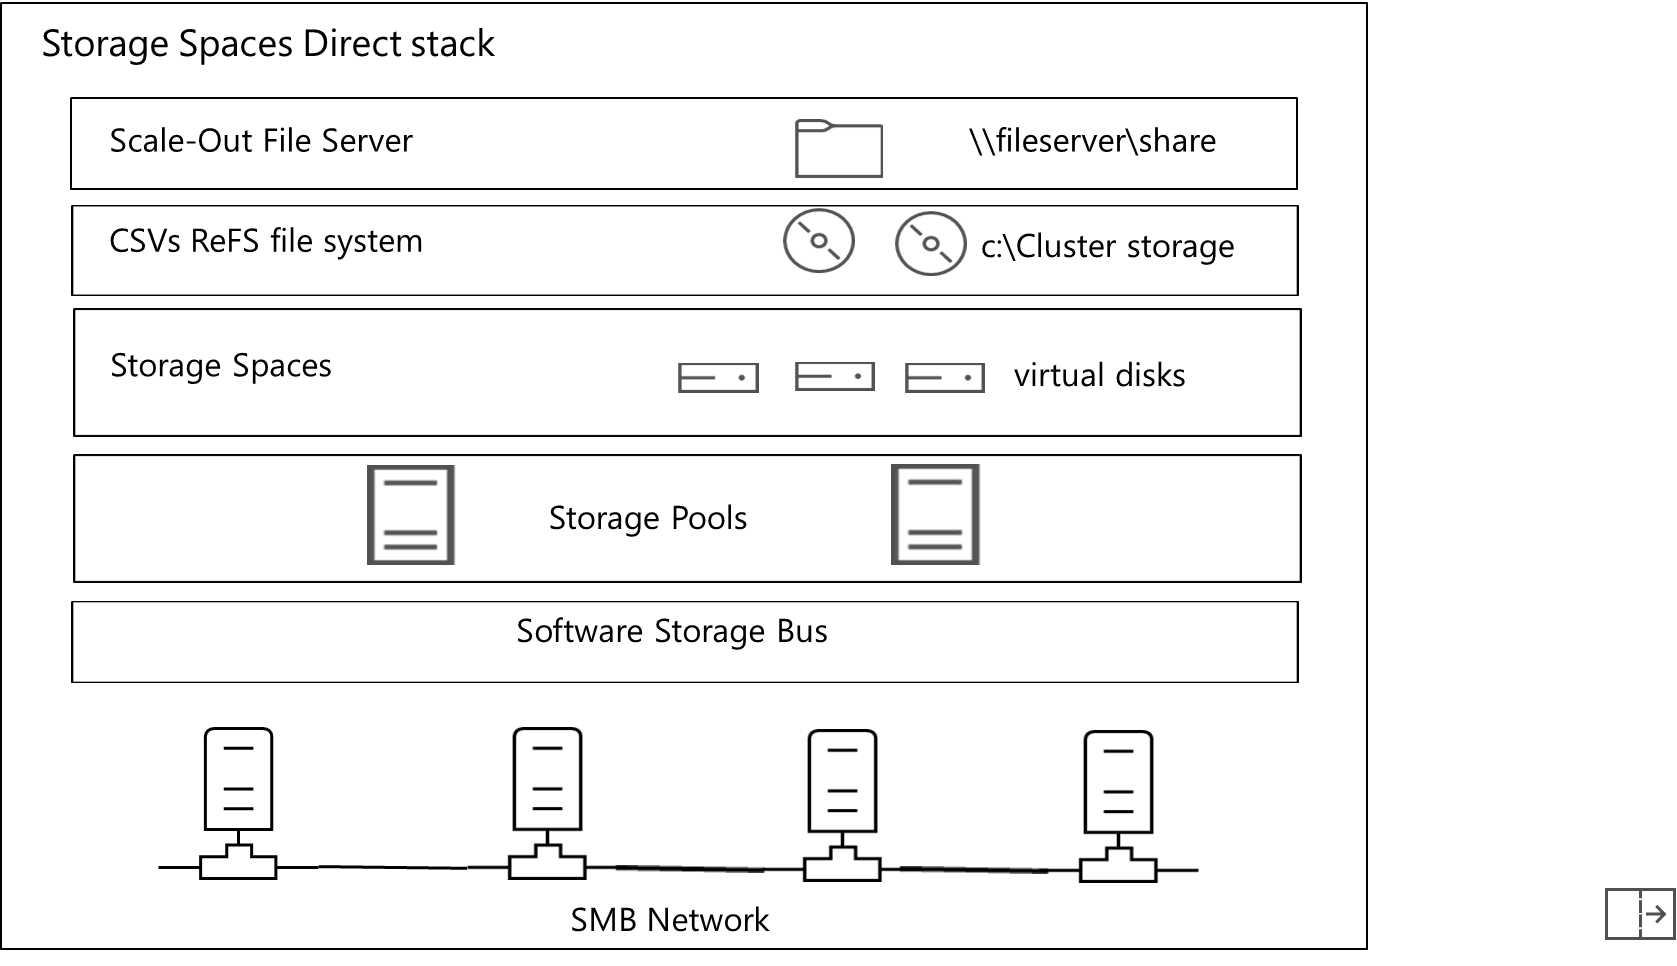 Storage Spaces Direct stack
Scale-Out File Server
\\fileserver\share
CSVs ReFS file system
c:\Cluster storage
Storage Spaces
virtual disks
Storage Pools
Software Storage Bus
SMB Network